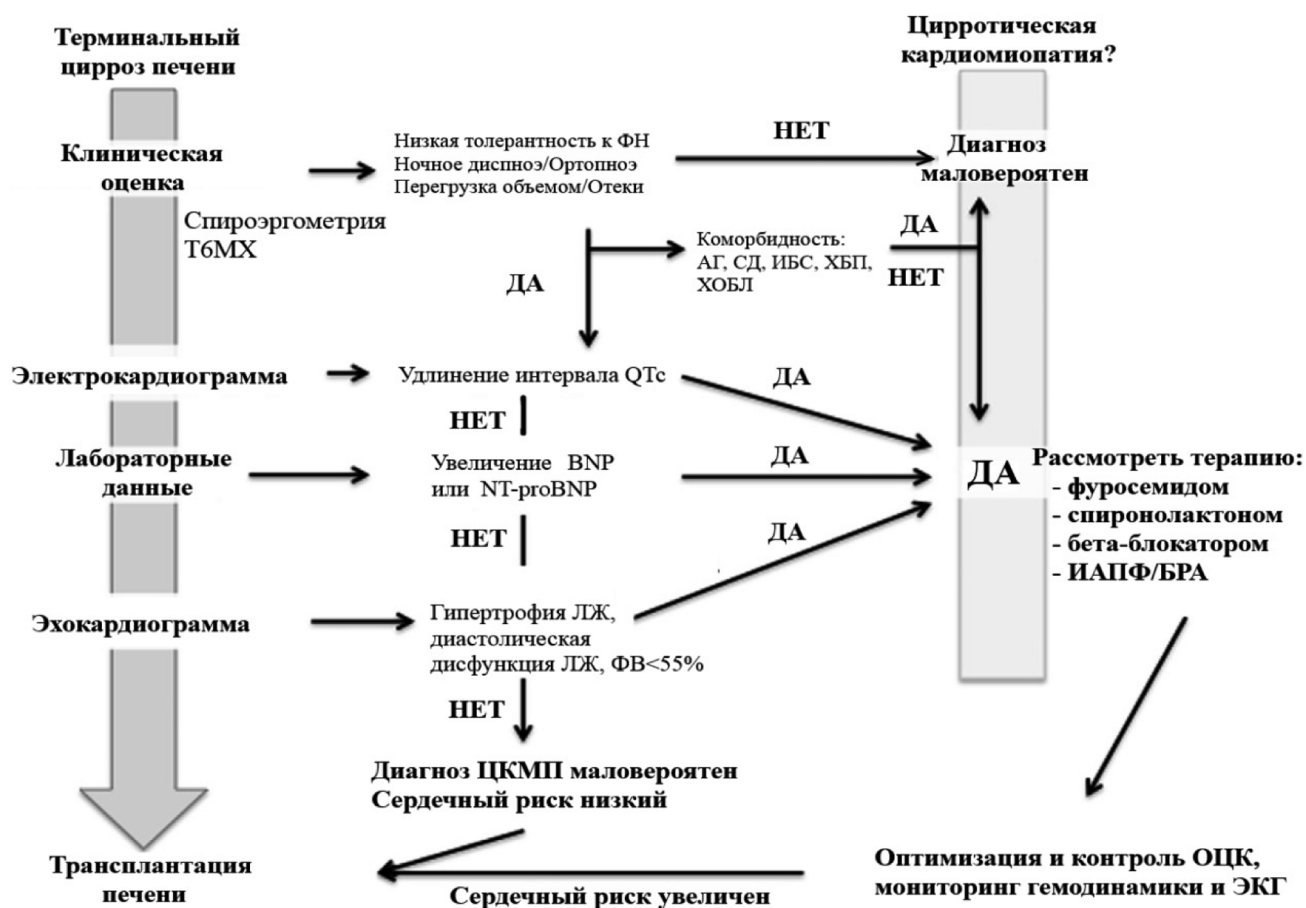 Терминальный
цирроз печени
Цирротическая
кардиомиопатия?
Клиническая
оценка
Низкая толерантность к ФН
Ночное диспноэ/Ортопноэ
Перегрузка объемом/Отеки
НЕТ
Диагноз
маловероятен
Спироэргометрия
Т6МХ
ДА
Коморбидность:
АГ, СД, ИБС, ХБП,
ХОБЛ
ДА
НЕТ
Электрокардиограмма
Удлинение интервала QTc
ДА
НЕТ
Лабораторные
данные
Увеличение BNP
или NT-proBNP
ДА
ДА
Рассмотреть терапию:
- фуросемидом
- спиронолактоном
- бета-блокатором
- ИАПФ/БРА
НЕТ
ДА
Эхокардиограмма
Гипертрофия ЛЖ,
диастолическая
дисфункция ЛЖ, ФВ<55%
НЕТ
Диагноз ЦКМП маловероятен
Сердечный риск низкий
Трансплантация
печени
Сердечный риск увеличен
Оптимизация и контроль ОЦК,
мониторинг гемодинамики и ЭКГ